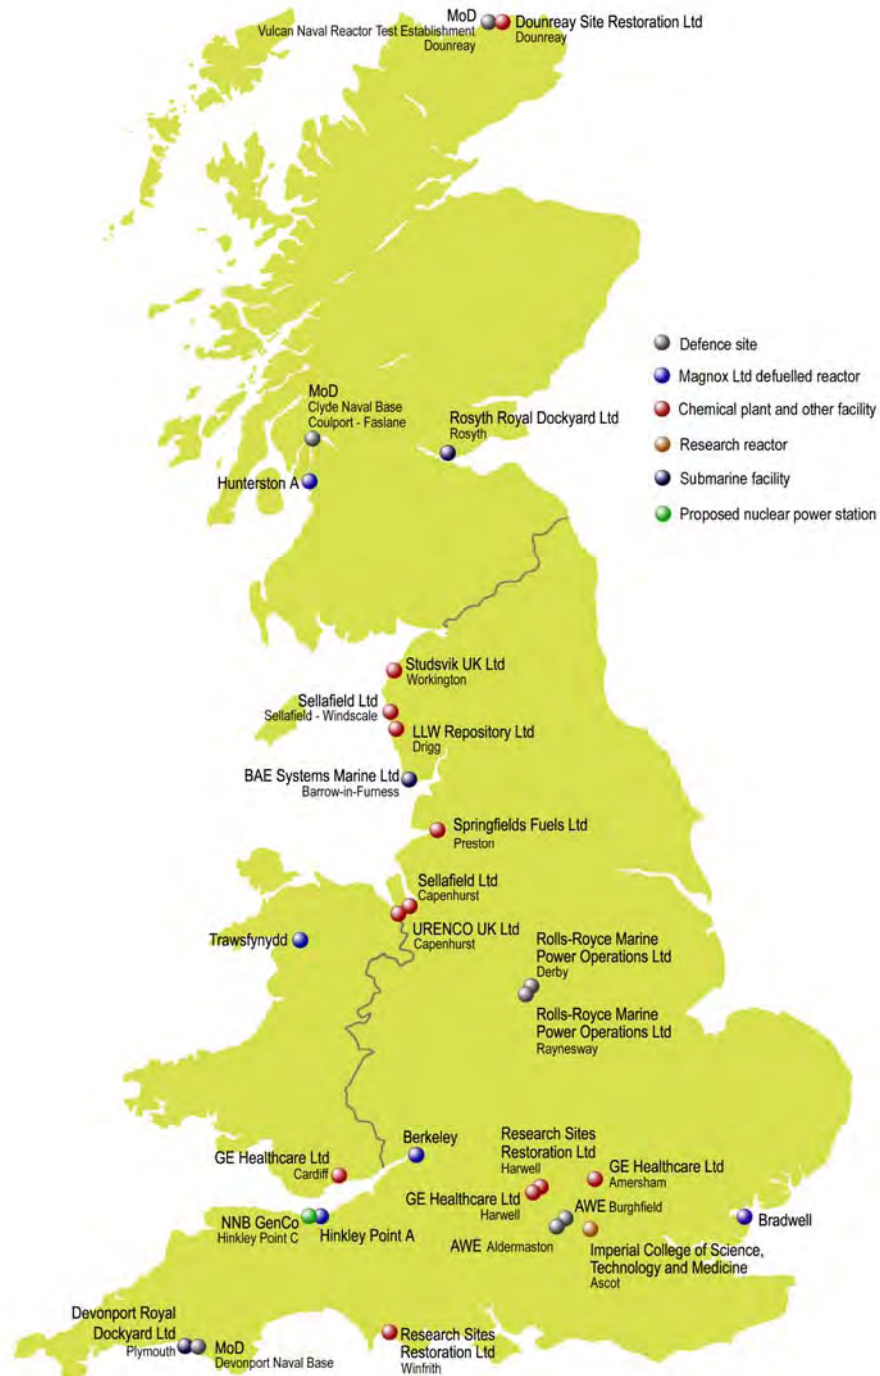 MoD
Vulcan Naval Reactor Test Establishment
Dounreay
Dounreay Site Restoration Ltd
Dounreay
Defence site
Magnox Ltd defuelled reactor
Chemical plant and other facility
Research reactor
Submarine facility
Proposed nuclear power station
MoD
Clyde Naval Base
Coulport - Faslane
Rosyth Royal Dockyard Ltd
Rosyth
Hunterston A
Studsvik UK Ltd
Workington
Sellafield Ltd
Sellafield - Windscale
LLW Repository Ltd
Drigg
BAE Systems Marine Ltd
Barrow-in-Furness
Springfields Fuels Ltd
Preston
Sellafield Ltd
Capenhurst
URENCO UK Ltd
Capenhurst
Trawsfynydd
Rolls-Royce Marine
Power Operations Ltd
Derby
Rolls-Royce Marine
Power Operations Ltd
Raynesway
Berkeley
Research Sites
Restoration Ltd
Harwell
GE Healthcare Ltd
Cardiff
GE Healthcare Ltd
Amersham
GE Healthcare Ltd
Harwell
AWE Burghfield
NNB GenCo
Hinkley Point C
Hinkley Point A
Bradwell
AWE Aldermaston
Imperial College of Science,
Technology and Medicine
Ascot
Devonport Royal
Dockyard Ltd
Plymouth
MoD
Devonport Naval Base
Research Sites
Restoration Ltd
Winfrith